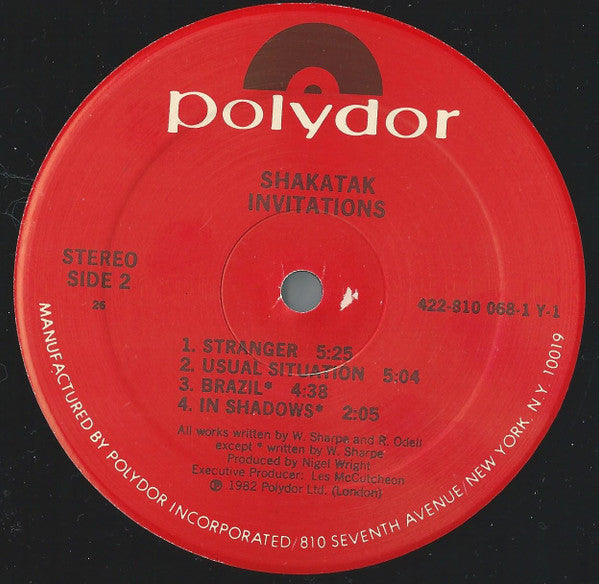 polydor
SHAKATAK
INVITATIONS
STEREO
SIDE 2
26
422-810 068-1 Y-1
1. STRANGER 5:25
2. USUAL SITUATION 5:04
3. BRAZIL* 4:38
4. IN SHADOWS* 2:05
All works written by W. Sharpe and R. Odell
except * written by W. Sharpe
Produced by Nigel Wright
Executive Producer: Les McCutcheon
℗ 1982 Polydor Ltd. (London)
MANUFACTURED BY POLYDOR INCORPORATED/810 SEVENTH AVENUE/NEW YORK, N.Y. 10019